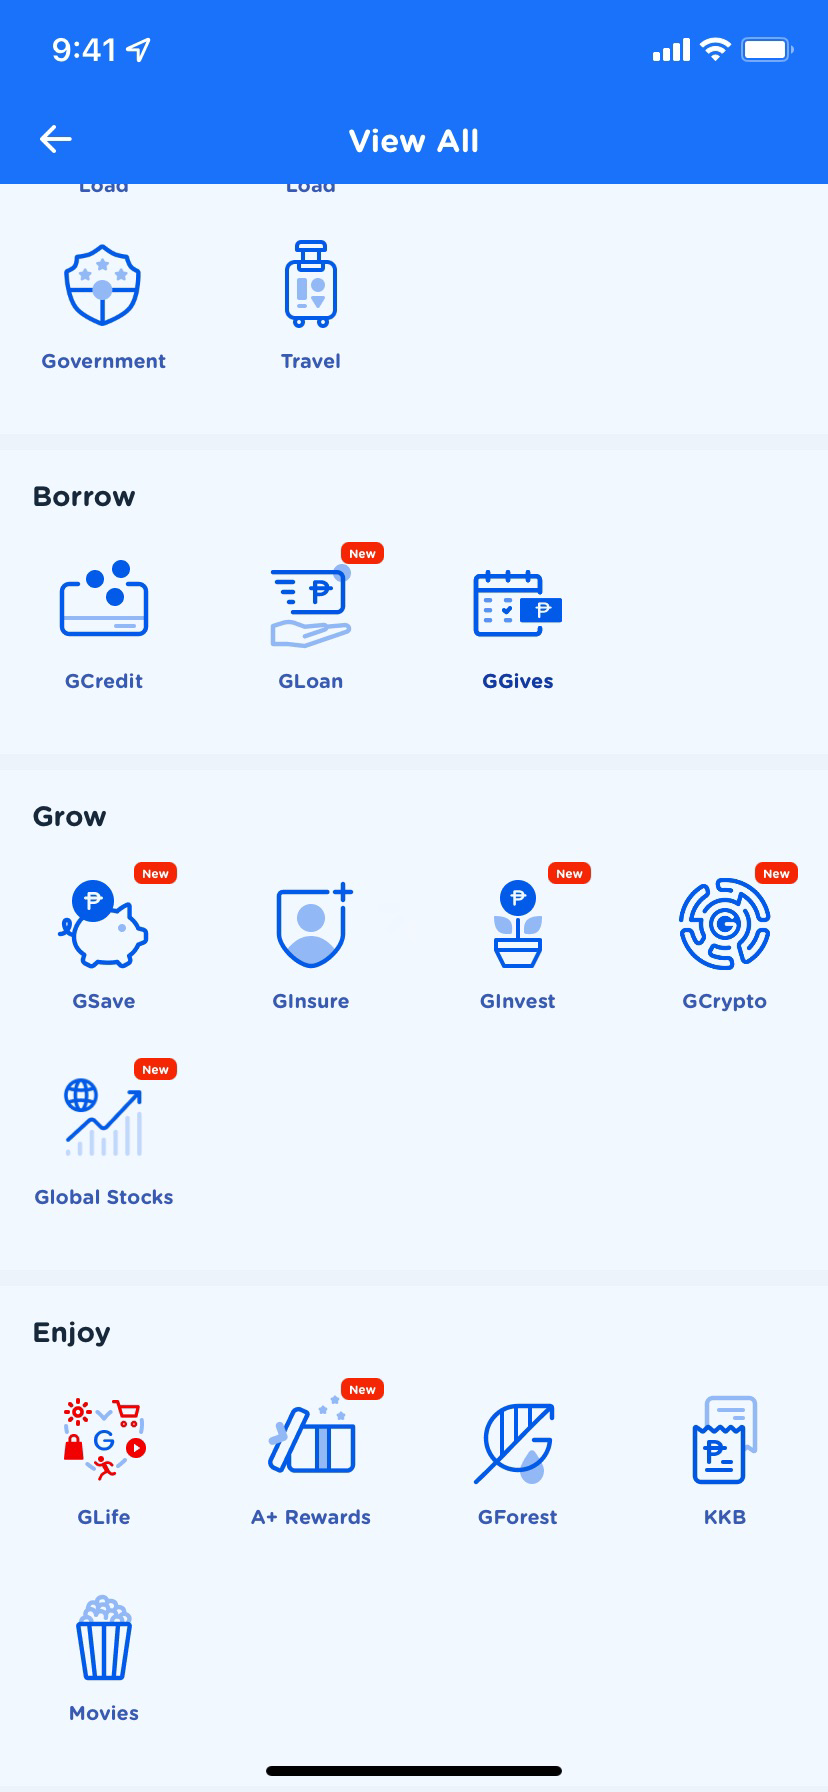 9:41
View All
Load Load
Government Travel
Borrow
New
GCredit GLoan GGives
Grow
New New New
GSave GInsure GInvest GCrypto
New
Global Stocks
Enjoy
New
GLife A+ Rewards GForest KKB
Movies